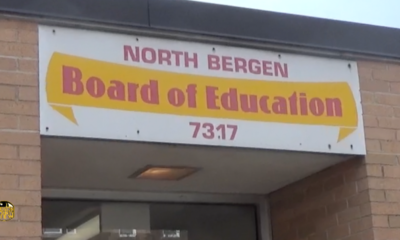 NORTH BERGEN
Board of Education
7317